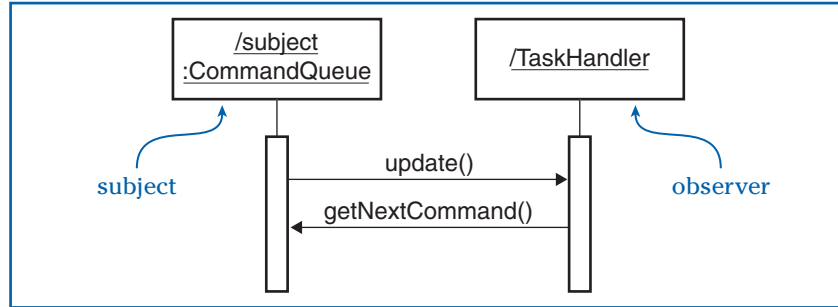 /subject
:CommandQueue
/TaskHandler
subject
update()
observer
getNextCommand()